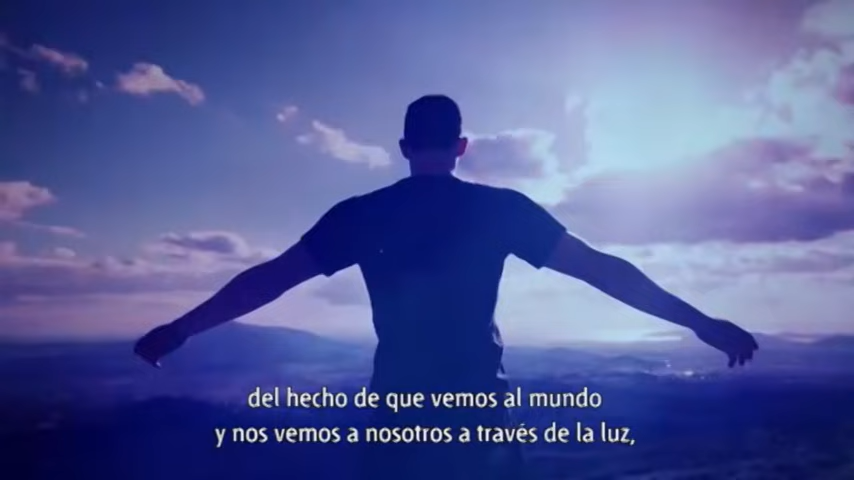 del hecho de que vemos al mundo
y nos vemos a nosotros a través de la luz,